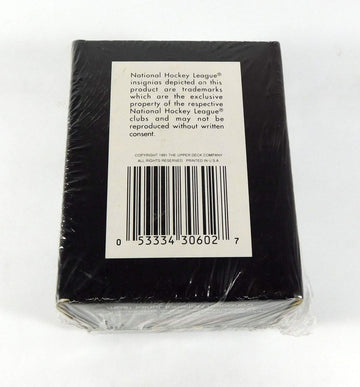 National Hockey League®
insignias depicted on this
product are trademarks
which are the exclusive
property of the respective
National Hockey League®
clubs and may not be
reproduced without written
consent.
COPYRIGHT 1991 THE UPPER DECK COMPANY
ALL RIGHTS RESERVED. PRINTED IN U.S.A.
0 53334 30602 7